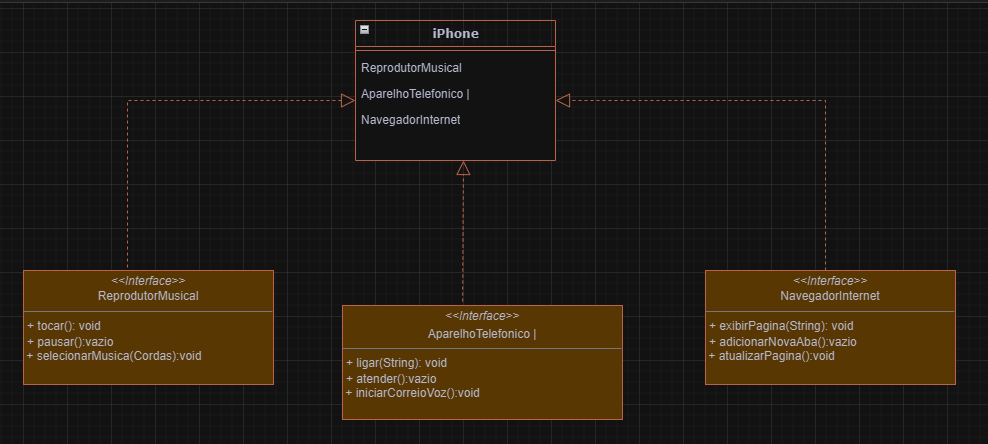 iPhone
ReprodutorMusical
AparelhoTelefonico |
NavegadorInternet
<<Interface>>
ReprodutorMusical
+ tocar(): void
+ pausar():vazio
+ selecionarMusica(Cordas):void
<<Interface>>
AparelhoTelefonico |
+ ligar(String): void
+ atender():vazio
+ iniciarCorreioVoz():void
<<Interface>>
NavegadorInternet
+ exibirPagina(String): void
+ adicionarNovaAba():vazio
+ atualizarPagina():void